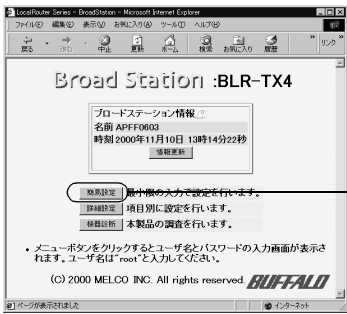 LocalRouter Series - BroadStation - Microsoft Internet Explorer
ファイル(F) 編集(E) 表示(V) お気に入り(A) ツール(T) ヘルプ(H)
戻る 進む 中止 更新 ホーム 検索 お気に入り 履歴 リンク
Broad Station :BLR-TX4
ブロードステーション情報
名前 APFF0603
時刻 2000年11月10日 13時14分22秒
情報更新
簡易設定 最小限の入力で設定を行います。
詳細設定 項目別に設定を行います。
機器診断 本製品の調査を行います。
• メニューボタンをクリックするとユーザ名とパスワードの入力画面が表示さ
れます。ユーザ名は"root"と入力してください。
(C) 2000 MELCO INC. All rights reserved. BUFFALO
ページが表示されました インターネット